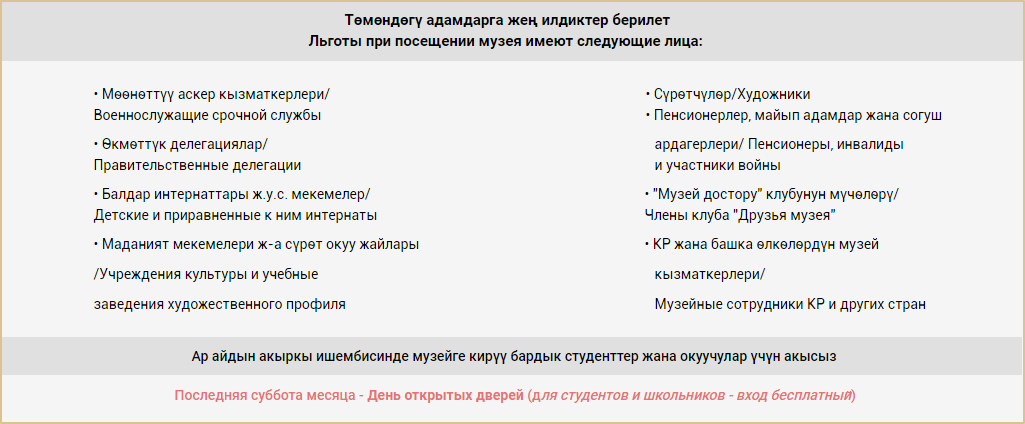 Төмөндөгү адамдарга жең илдиктер берилет
Льготы при посещении музея имеют следующие лица:
• Мөөнөттүү аскер кызматкерлери/
Военнослужащие срочной службы
• Өкмөттүк делегациялар/
Правительственные делегации
• Балдар интернаттары ж.у.с. мекемелер/
Детские и приравненные к ним интернаты
• Маданият мекемелери ж-а сүрөт окуу жайлары
/Учреждения культуры и учебные
заведения художественного профиля
• Сүрөтчүлөр/Художники
• Пенсионерлер, майып адамдар жана согуш
ардагерлери/ Пенсионеры, инвалиды
и участники войны
• "Музей достору" клубунун мүчөлөрү/
Члены клуба "Друзья музея"
• КР жана башка өлкөлөрдүн музей
кызматкерлери/
Музейные сотрудники КР и других стран
Ар айдын акыркы ишембисинде музейге кирүү бардык студенттер жана окуучулар үчүн акысыз
Последняя суббота месяца - День открытых дверей (для студентов и школьников - вход бесплатный)